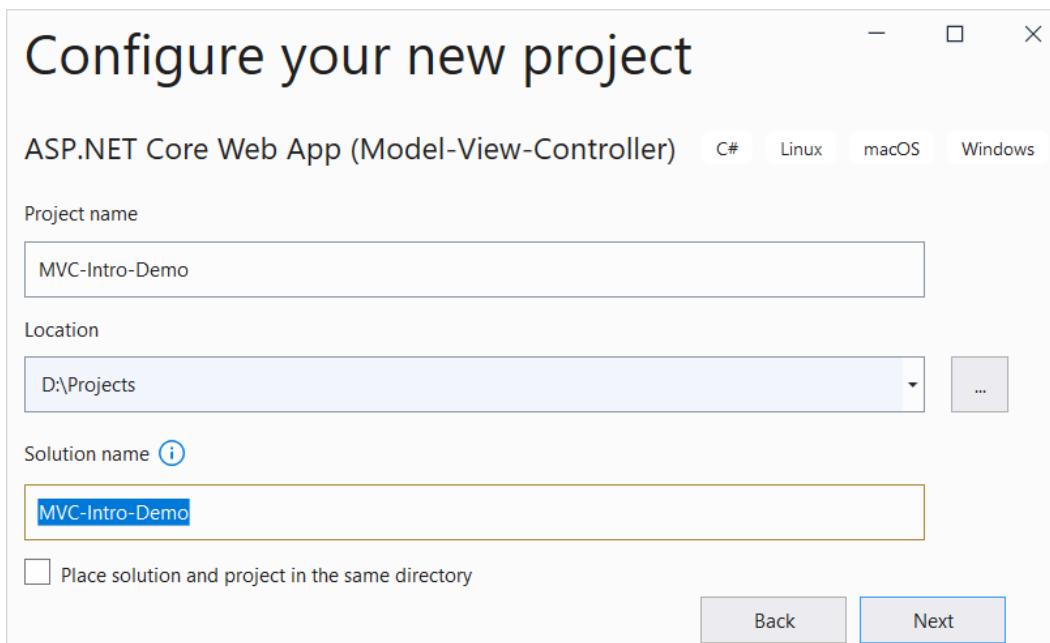 Configure your new project
ASP.NET Core Web App (Model-View-Controller) C# Linux macOS Windows
Project name
MVC-Intro-Demo
Location
D:\Projects
...
Solution name
MVC-Intro-Demo
Place solution and project in the same directory
Back Next